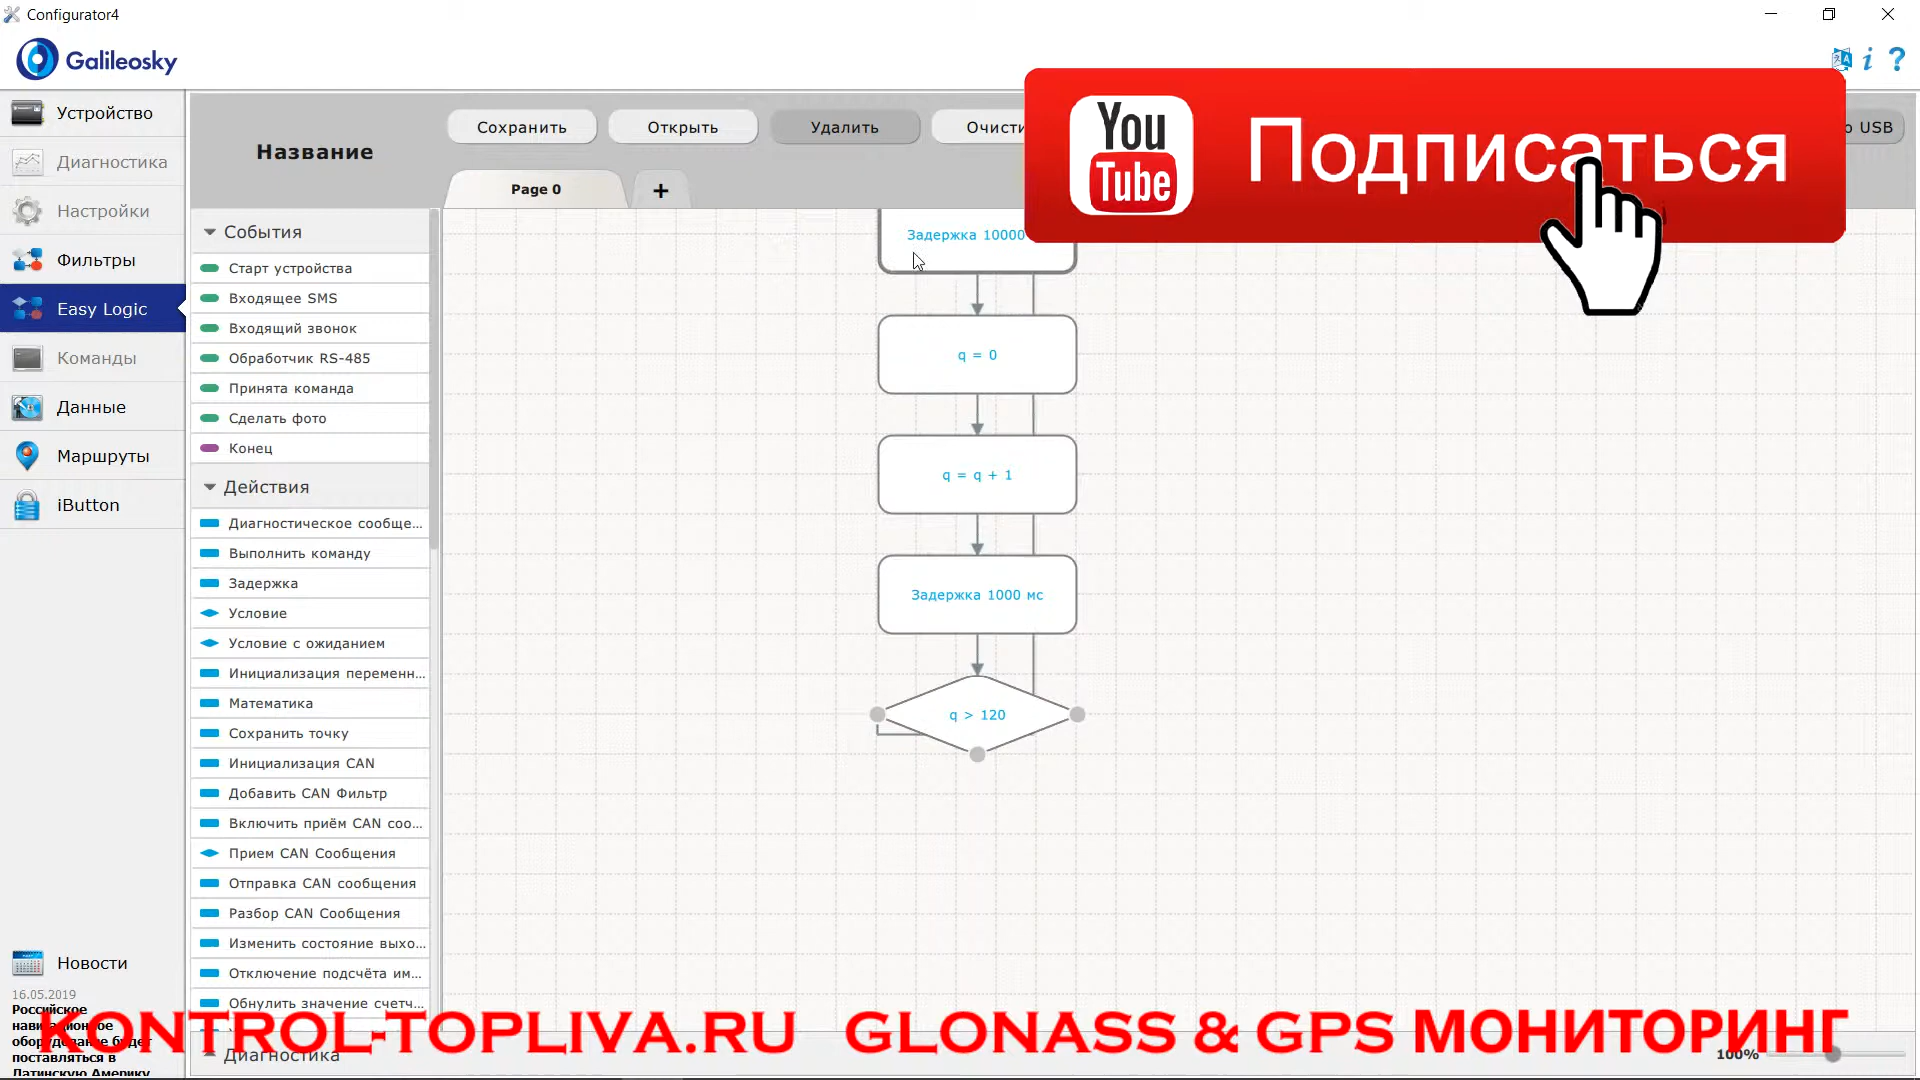 Configurator4
Galileosky
You
Tube
Подписаться
Сохранить
Открыть
Удалить
USB
Название
Page 0
+
Устройство
Диагностика
Настройки
Фильтры
Easy Logic
Команды
Данные
Маршруты
iButton
События
Старт устройства
Входящее SMS
Входящий звонок
Обработчик RS-485
Принята команда
Сделать фото
Конец
Действия
Диагностическое сообще...
Выполнить команду
Задержка
Условие
Условие с ожиданием
Инициализация переменн...
Математика
Сохранить точку
Инициализация CAN
Добавить CAN Фильтр
Включить приём CAN соо...
Прием CAN Сообщения
Отправка CAN сообщения
Разбор CAN Сообщения
Изменить состояние выхо...
Отключение подсчёта им...
Обнулить значение счетч...
Диагностика
Задержка 10000
q = 0
q = q + 1
Задержка 1000 мс
q > 120
Новости
16.05.2019
Российское
оборудование будет
поставляться в
Латинскую Америку
KONTROL-TOPLIVA.RU GLONASS & GPS МОНИТОРИНГ
100%